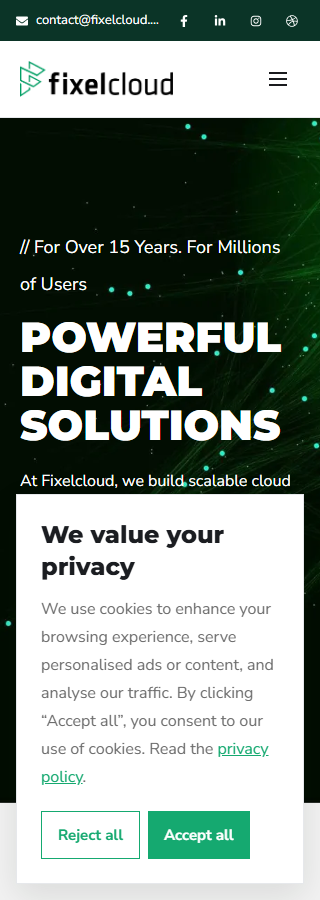 contact@fixelcloud....
fixelcloud
// For Over 15 Years. For Millions
of Users
POWERFUL
DIGITAL
SOLUTIONS
At Fixelcloud, we build scalable cloud
We value your
privacy
We use cookies to enhance your
browsing experience, serve
personalised ads or content, and
analyse our traffic. By clicking
“Accept all”, you consent to our
use of cookies. Read the privacy
policy.
Reject all Accept all